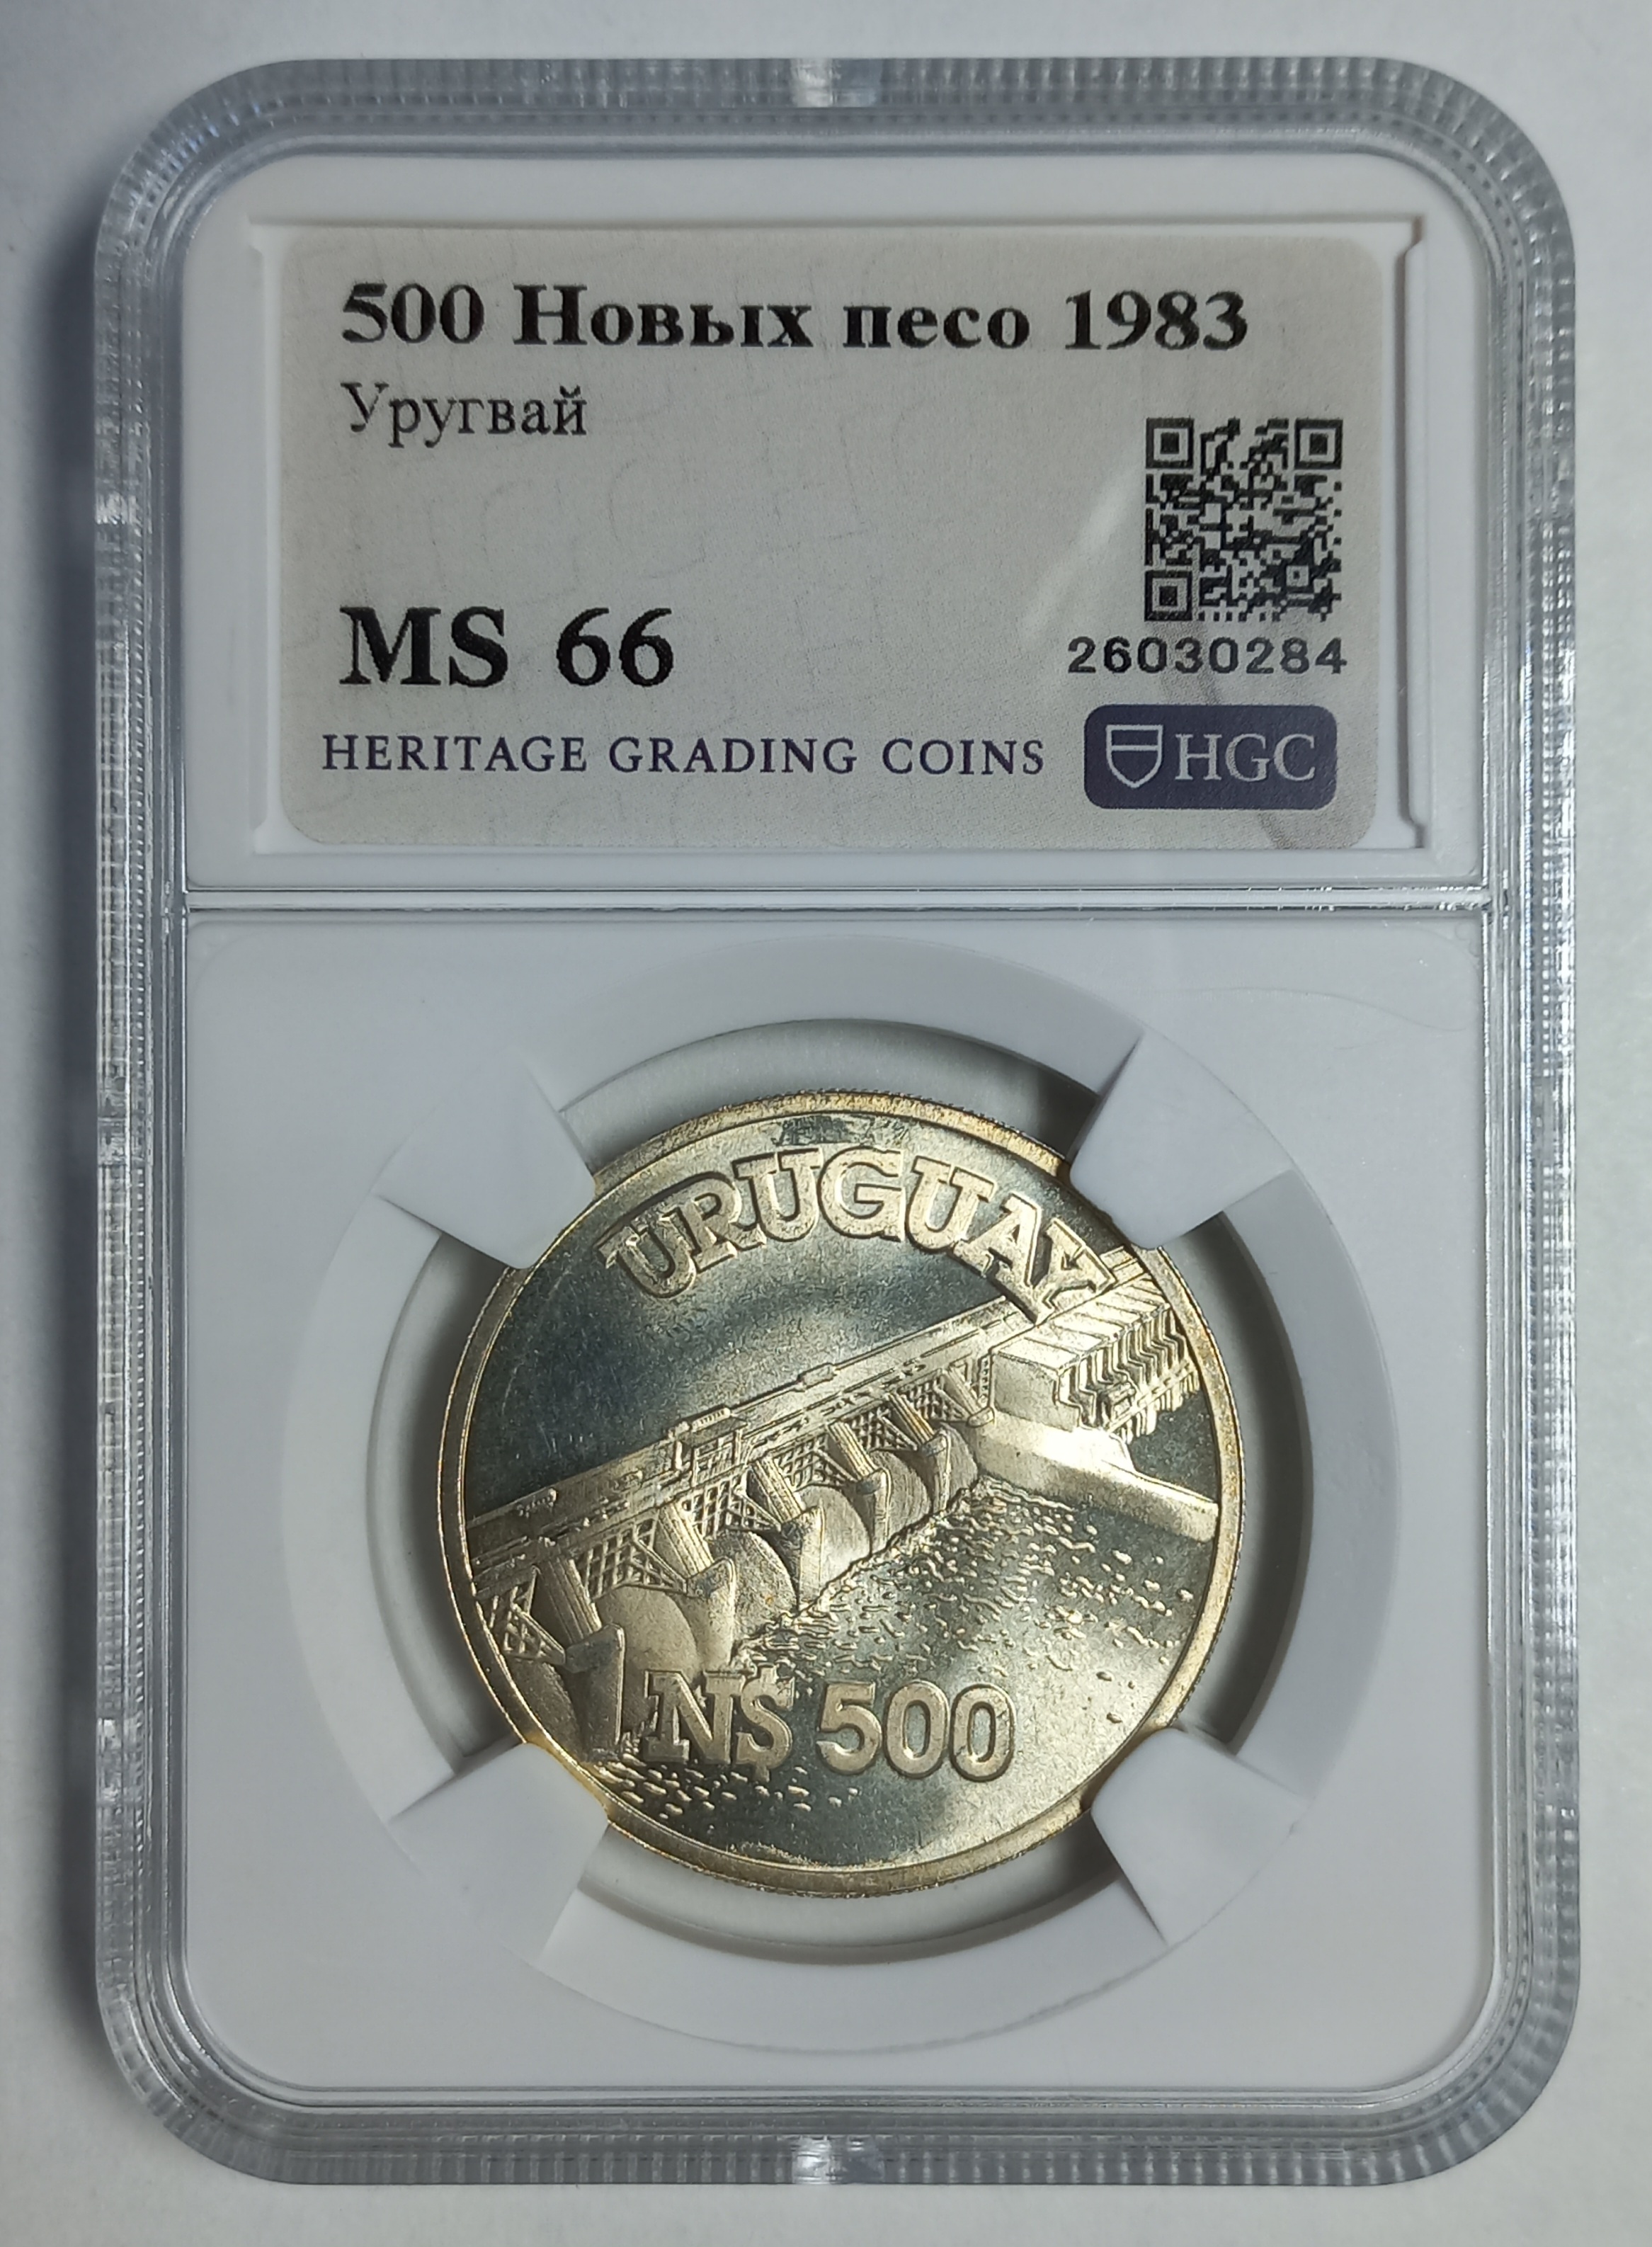 500 Новых песо 1983
Уругвай
MS 66
26030284
HERITAGE GRADING COINS
HGC
URUGUAY
N$ 500